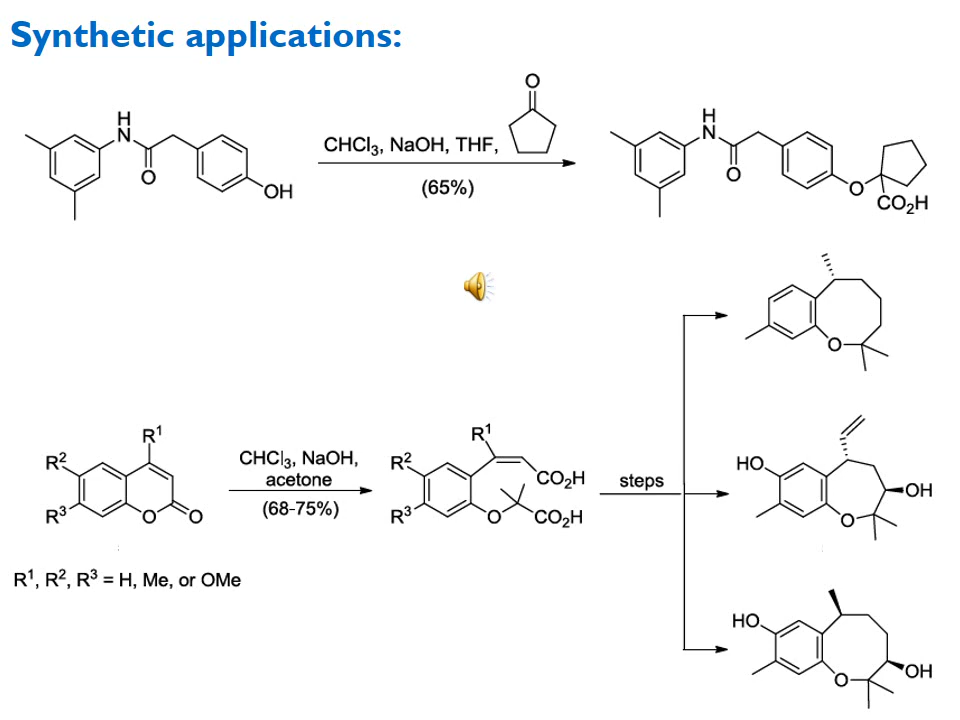 Synthetic applications:
H
N
O
OH
CHCl3, NaOH, THF,
O
(65%)
H
N
O
O
CO2H
O
R1
R2
R3
O
O
CHCl3, NaOH,
acetone
(68-75%)
R1
R2
R3
CO2H
O
CO2H
steps
HO
OH
O
R1, R2, R3 = H, Me, or OMe
HO
OH
O